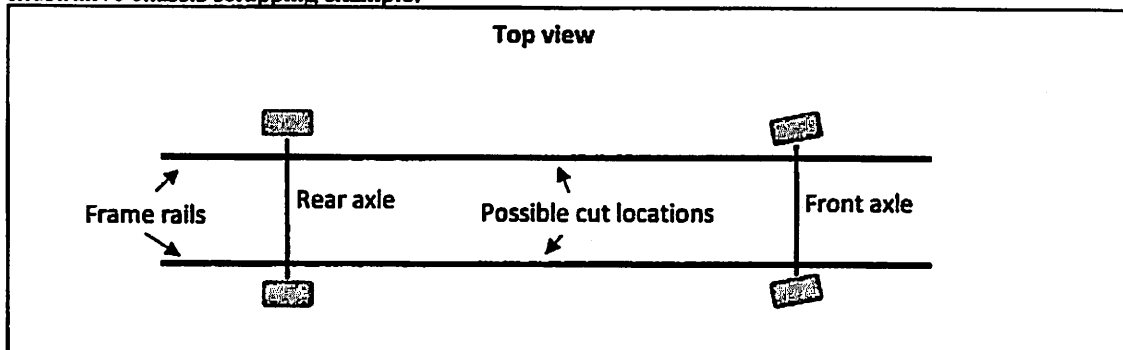 Top view
Rear axle
Front axle
Frame rails
Possible cut locations